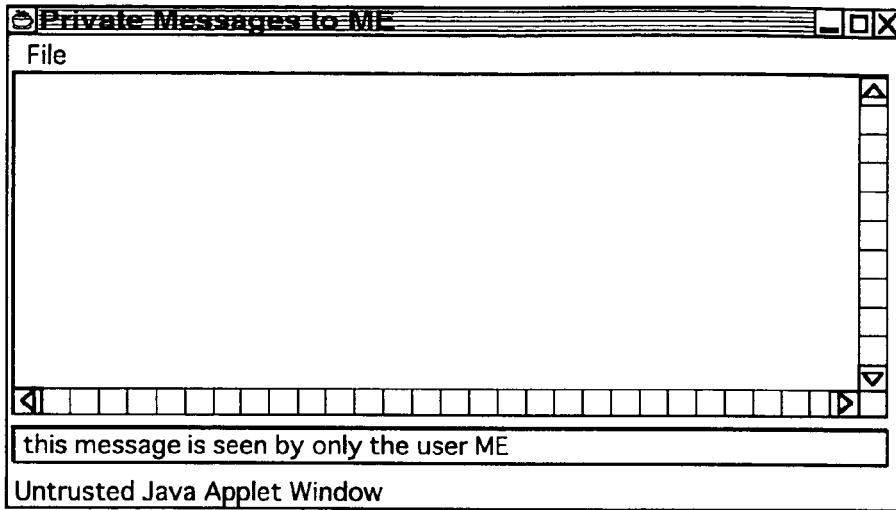 Private Messages to ME
File
this message is seen by only the user ME
Untrusted Java Applet Window